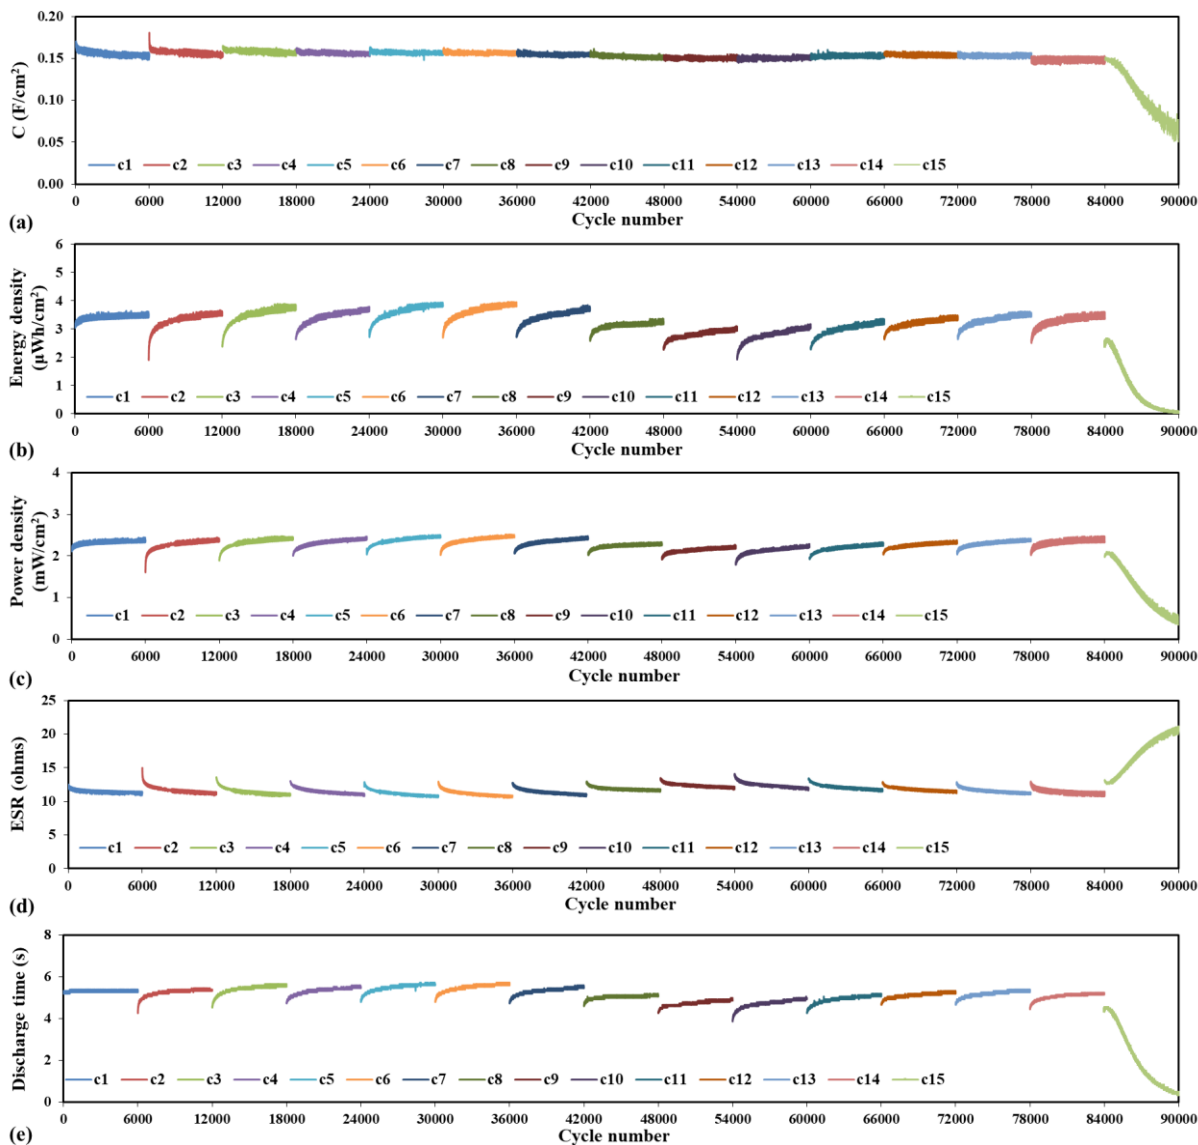 0.20
0.15
0.10
0.05
0.00
C (F/cm²)
c1 c2 c3 c4 c5 c6 c7 c8 c9 c10 c11 c12 c13 c14 c15
0 6000 12000 18000 24000 30000 36000 42000 48000 54000 60000 66000 72000 78000 84000 90000
(a) Cycle number
6
5
4
3
2
1
0
Energy density
(µWh/cm²)
c1 c2 c3 c4 c5 c6 c7 c8 c9 c10 c11 c12 c13 c14 c15
0 6000 12000 18000 24000 30000 36000 42000 48000 54000 60000 66000 72000 78000 84000 90000
(b) Cycle number
4
3
2
1
0
Power density
(mW/cm²)
c1 c2 c3 c4 c5 c6 c7 c8 c9 c10 c11 c12 c13 c14 c15
0 6000 12000 18000 24000 30000 36000 42000 48000 54000 60000 66000 72000 78000 84000 90000
(c) Cycle number
25
20
15
10
5
0
ESR (ohms)
c1 c2 c3 c4 c5 c6 c7 c8 c9 c10 c11 c12 c13 c14 c15
0 6000 12000 18000 24000 30000 36000 42000 48000 54000 60000 66000 72000 78000 84000 90000
(d) Cycle number
8
6
4
2
0
Discharge time (s)
c1 c2 c3 c4 c5 c6 c7 c8 c9 c10 c11 c12 c13 c14 c15
0 6000 12000 18000 24000 30000 36000 42000 48000 54000 60000 66000 72000 78000 84000 90000
(e) Cycle number